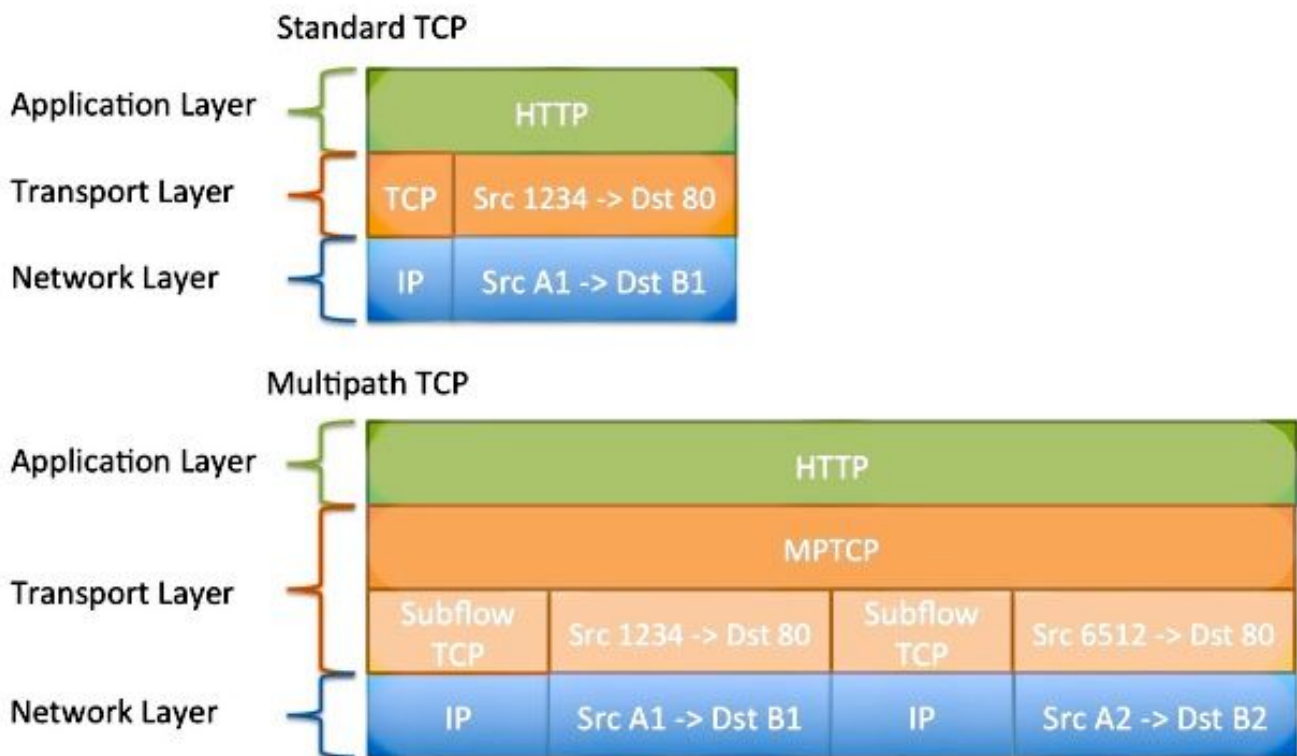 Standard TCP
Application Layer
HTTP
Transport Layer
TCP
Src 1234 -> Dst 80
Network Layer
IP
Src A1 -> Dst B1
Multipath TCP
Application Layer
HTTP
Transport Layer
MPTCP
Subflow
TCP
Src 1234 -> Dst 80
Subflow
TCP
Src 6512 -> Dst 80
Network Layer
IP
Src A1 -> Dst B1
IP
Src A2 -> Dst B2